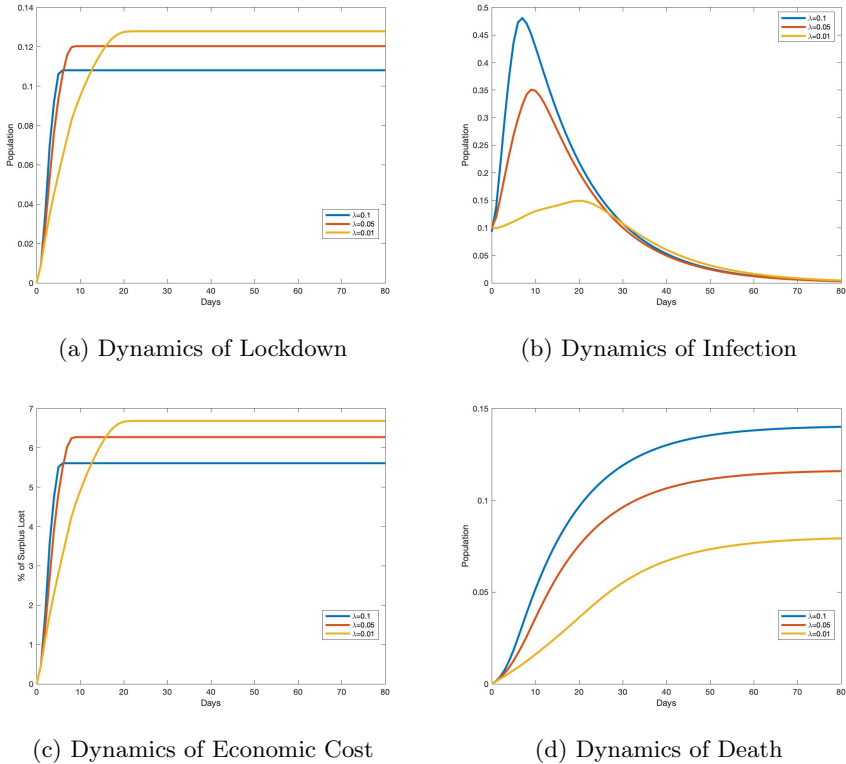 0.14
0.12
0.1
0.08
0.06
0.04
0.02
0
Population
0 10 20 30 40 50 60 70 80
Days
λ=0.1
λ=0.05
λ=0.01
(a) Dynamics of Lockdown
0.5
0.45
0.4
0.35
0.3
0.25
0.2
0.15
0.1
0.05
0
Population
0 10 20 30 40 50 60 70 80
Days
λ=0.1
λ=0.05
λ=0.01
(b) Dynamics of Infection
7
6
5
4
3
2
1
0
% of Surplus Lost
0 10 20 30 40 50 60 70 80
Days
λ=0.1
λ=0.05
λ=0.01
(c) Dynamics of Economic Cost
0.15
0.1
0.05
0
Population
0 10 20 30 40 50 60 70 80
Days
λ=0.1
λ=0.05
λ=0.01
(d) Dynamics of Death